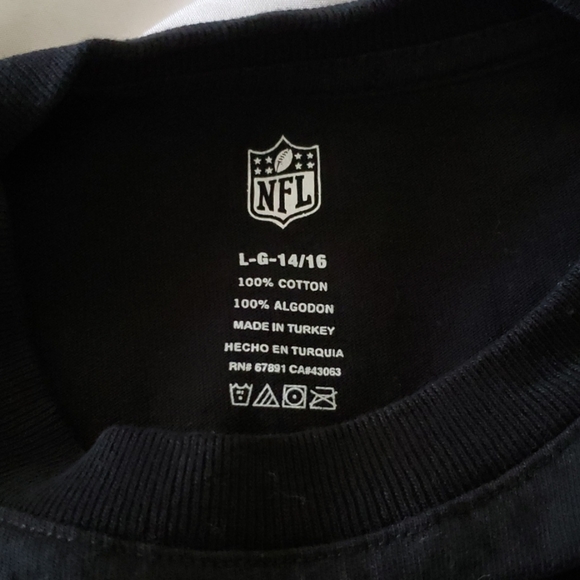 NFL
L-G-14/16
100% COTTON
100% ALGODON
MADE IN TURKEY
HECHO EN TURQUIA
RN# 67891 CA#43063